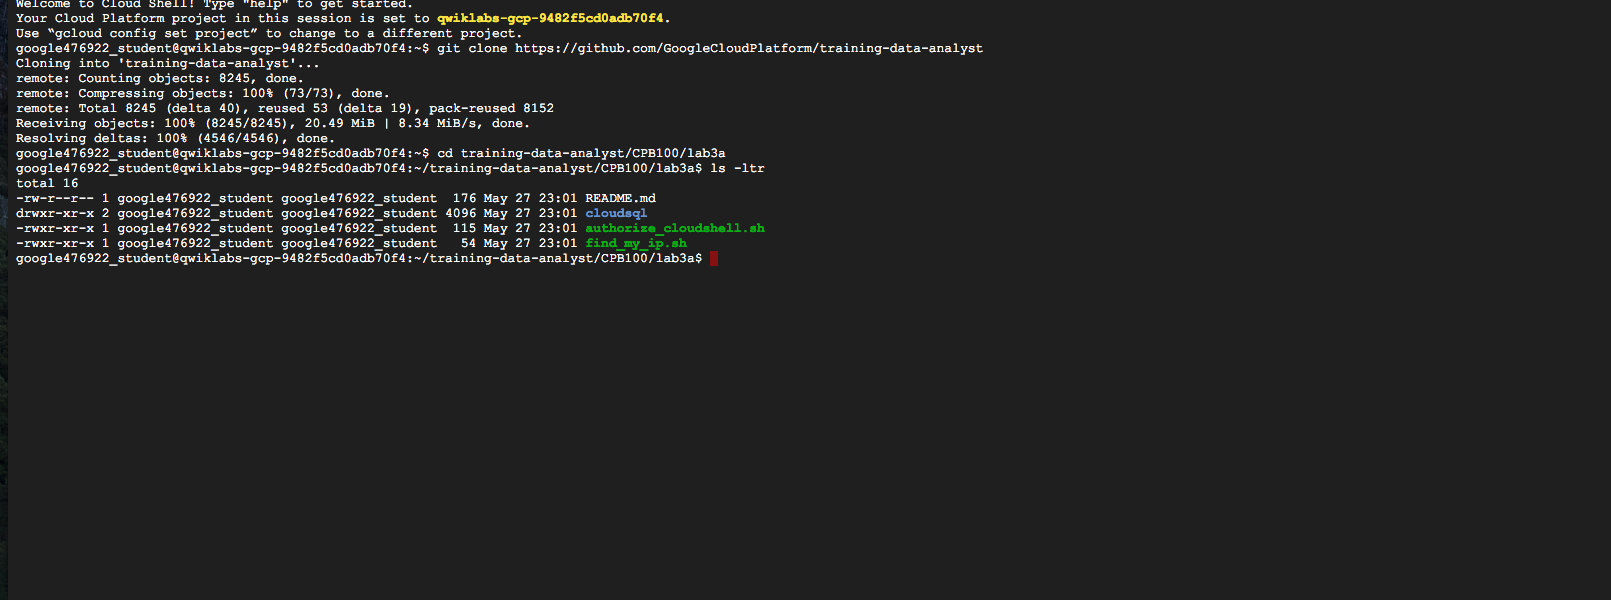 Welcome to Cloud Shell! Type "help" to get started.
Your Cloud Platform project in this session is set to qwiklabs-gcp-9482f5cd0adb70f4.
Use “gcloud config set project” to change to a different project.
google476922_student@qwiklabs-gcp-9482f5cd0adb70f4:~$ git clone https://github.com/GoogleCloudPlatform/training-data-analyst
Cloning into 'training-data-analyst'...
remote: Counting objects: 8245, done.
remote: Compressing objects: 100% (73/73), done.
remote: Total 8245 (delta 40), reused 53 (delta 19), pack-reused 8152
Receiving objects: 100% (8245/8245), 20.49 MiB | 8.34 MiB/s, done.
Resolving deltas: 100% (4546/4546), done.
google476922_student@qwiklabs-gcp-9482f5cd0adb70f4:~$ cd training-data-analyst/CPB100/lab3a
google476922_student@qwiklabs-gcp-9482f5cd0adb70f4:~/training-data-analyst/CPB100/lab3a$ ls -ltr
total 16
-rw-r--r-- 1 google476922_student google476922_student  176 May 27 23:01 README.md
drwxr-xr-x 2 google476922_student google476922_student 4096 May 27 23:01 cloudsql
-rwxr-xr-x 1 google476922_student google476922_student  115 May 27 23:01 authorize_cloudshell.sh
-rwxr-xr-x 1 google476922_student google476922_student   54 May 27 23:01 find_my_ip.sh
google476922_student@qwiklabs-gcp-9482f5cd0adb70f4:~/training-data-analyst/CPB100/lab3a$